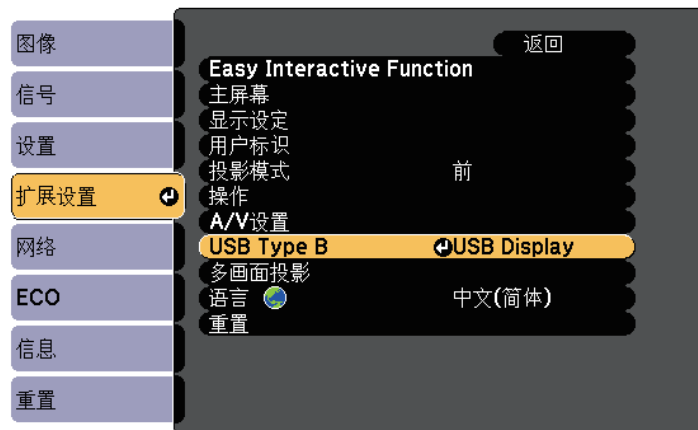 图像
信号
设置
扩展设置
网络
ECO
信息
重置
返回
Easy Interactive Function
主屏幕
显示设定
用户标识
投影模式 前
操作
A/V设置
USB Type B USB Display
多画面投影
语言 中文(简体)
重置